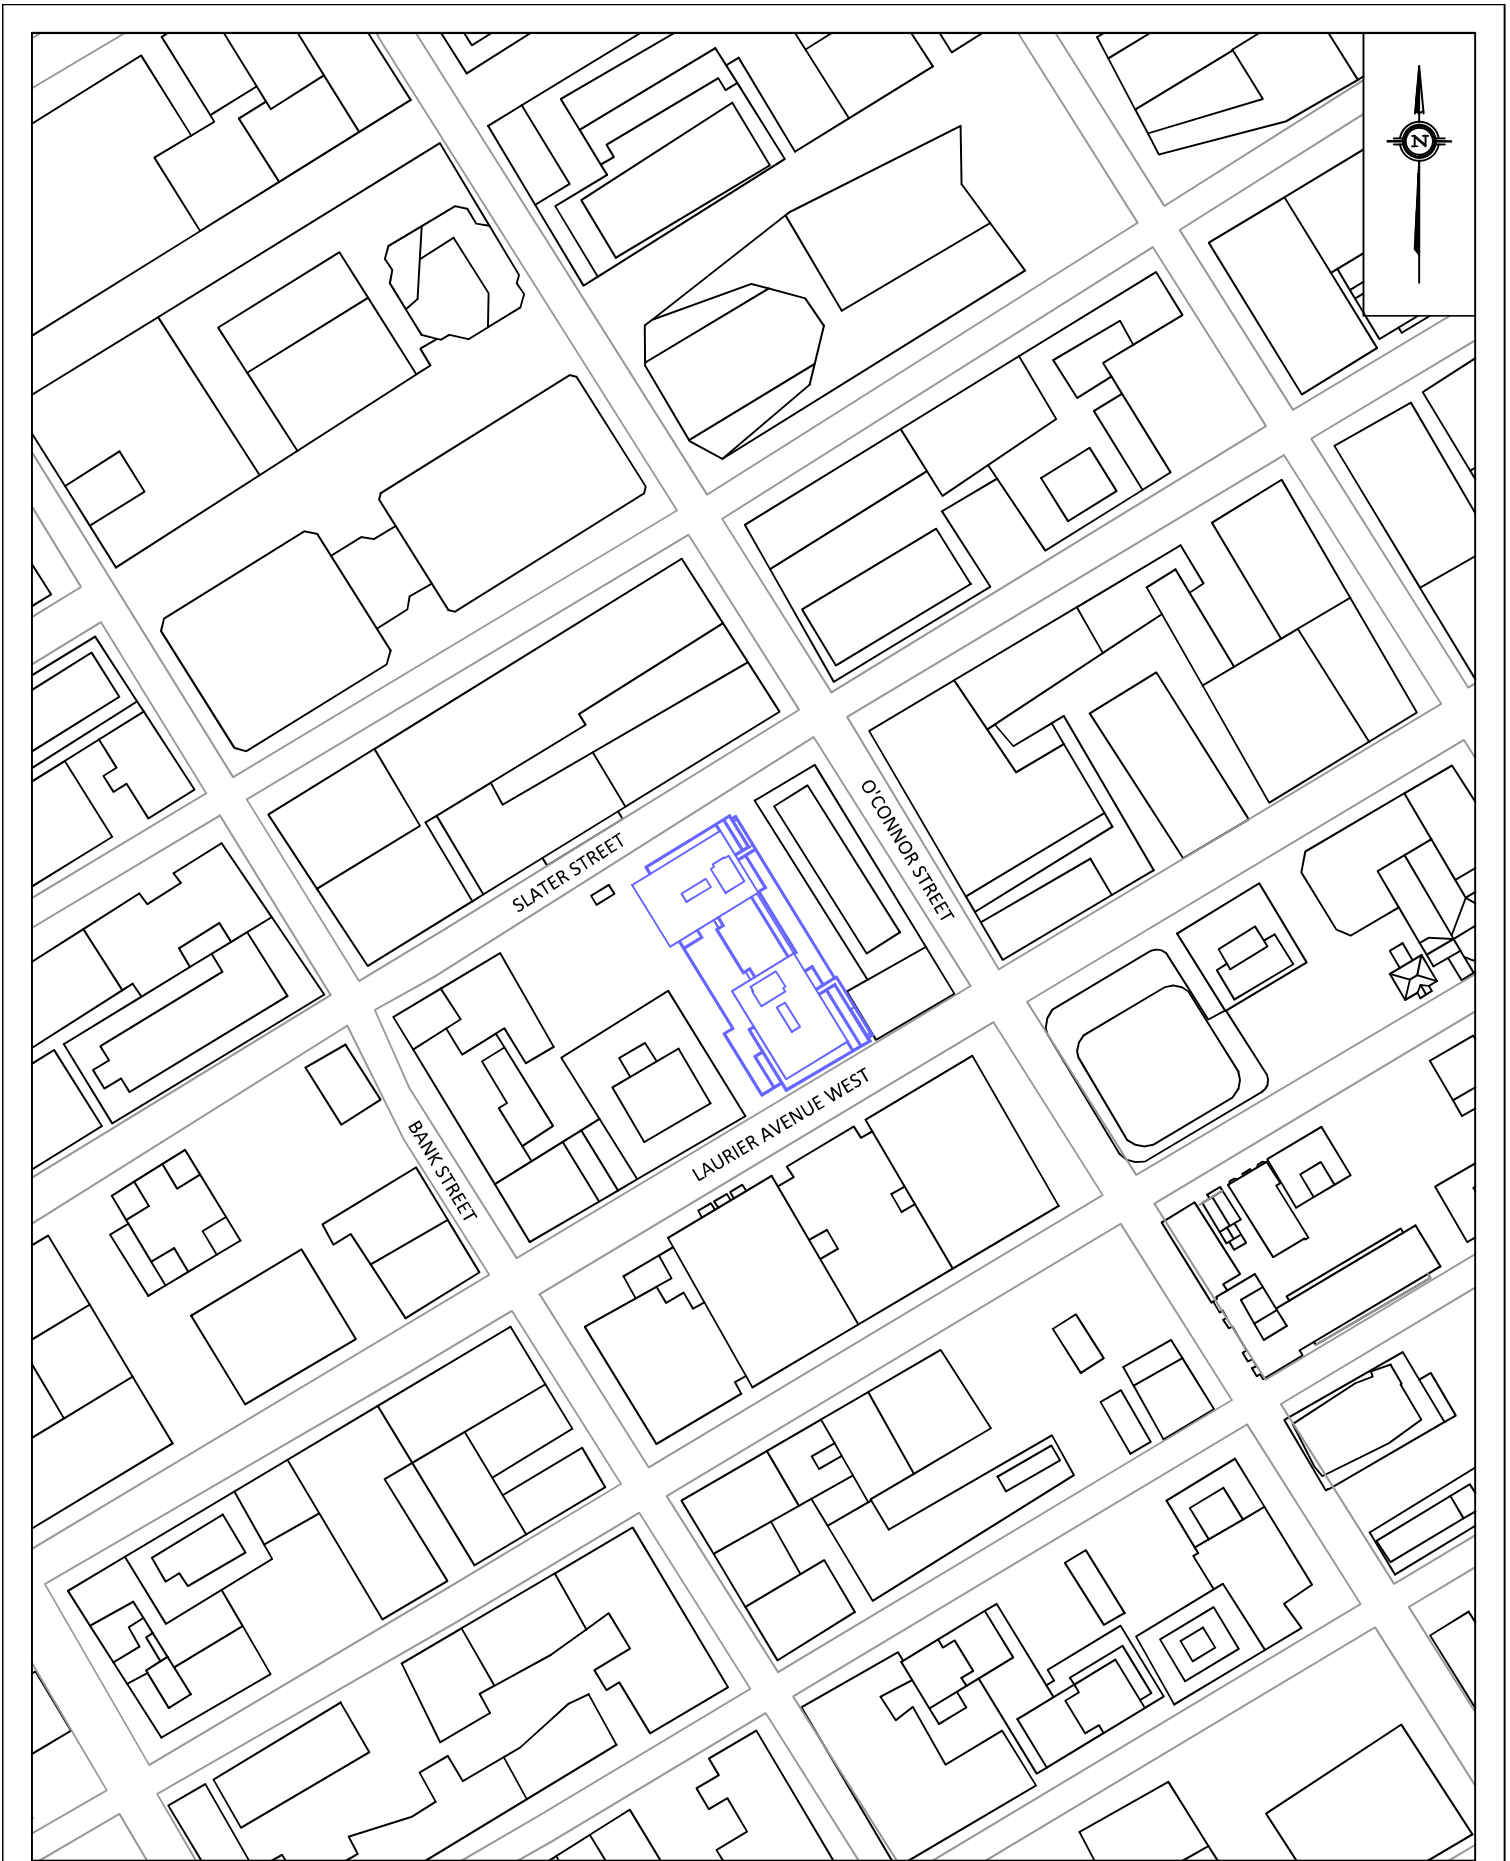 N
O'CONNOR STREET
SLATER STREET
LAURIER AVENUE WEST
BANK STREET